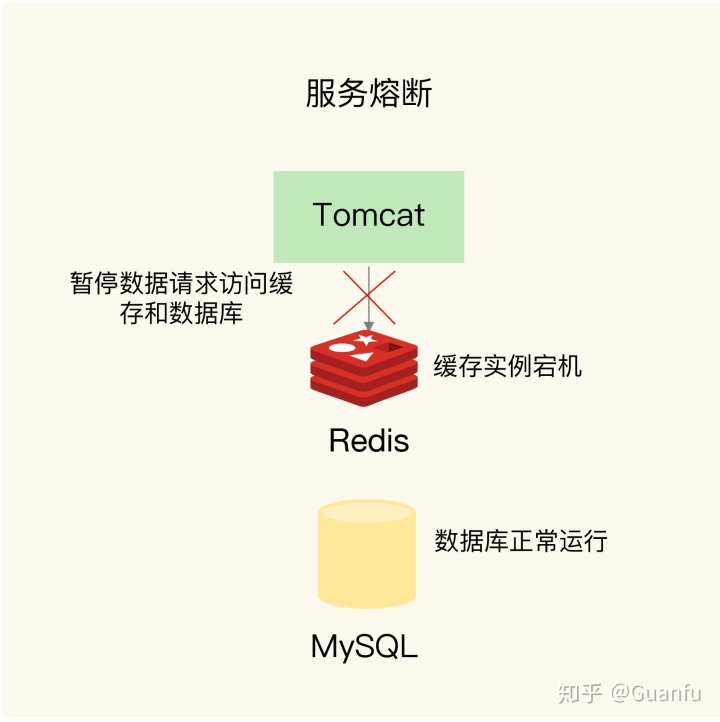 服务熔断
Tomcat
暂停数据请求访问缓
存和数据库
缓存实例宕机
Redis
数据库正常运行
MySQL
知乎 @Guanfu